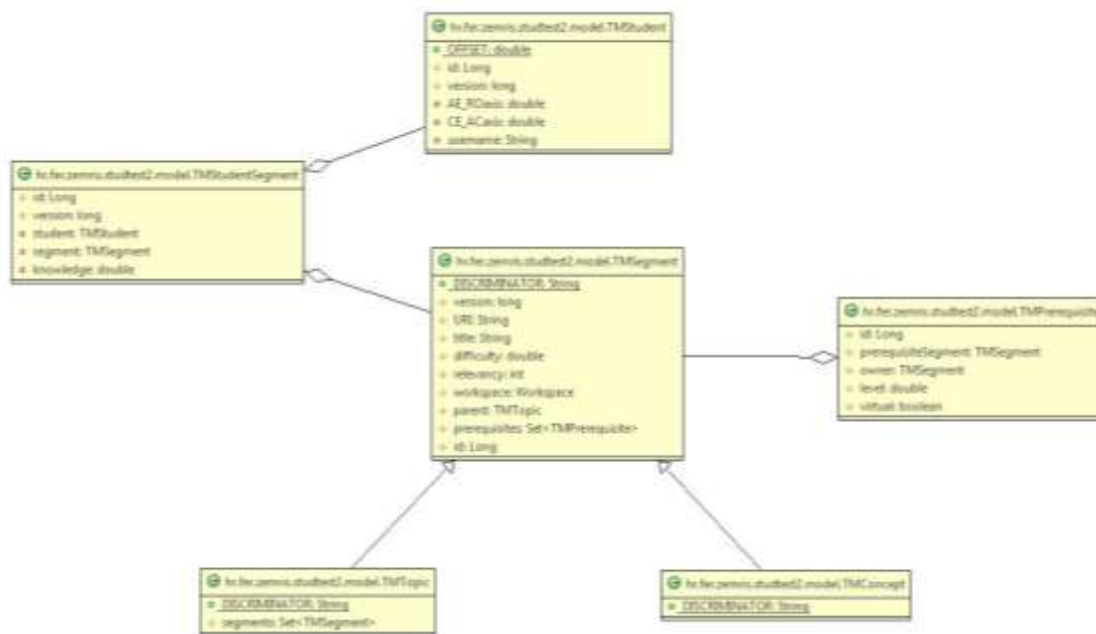 hr.fer.zemris.studtest2.model.TMStudent
OFFSET: double
id: Long
version: long
AE_ROaxis: double
CE_ACaxis: double
username: String
hr.fer.zemris.studtest2.model.TMStudentSegment
id: Long
version: long
student: TMStudent
segment: TMSegment
knowledge: double
hr.fer.zemris.studtest2.model.TMSegment
DISCRIMINATOR: String
version: long
URI: String
title: String
difficulty: double
relevancy: int
workspace: Workspace
parent: TMTopic
prerequisites: Set<TMPrerequisite>
id: Long
hr.fer.zemris.studtest2.model.TMPrerequisite
id: Long
prerequisiteSegment: TMSegment
owner: TMSegment
level: double
virtual: boolean
hr.fer.zemris.studtest2.model.TMTopic
DISCRIMINATOR: String
segments: Set<TMSegment>
hr.fer.zemris.studtest2.model.TMConcept
DISCRIMINATOR: String